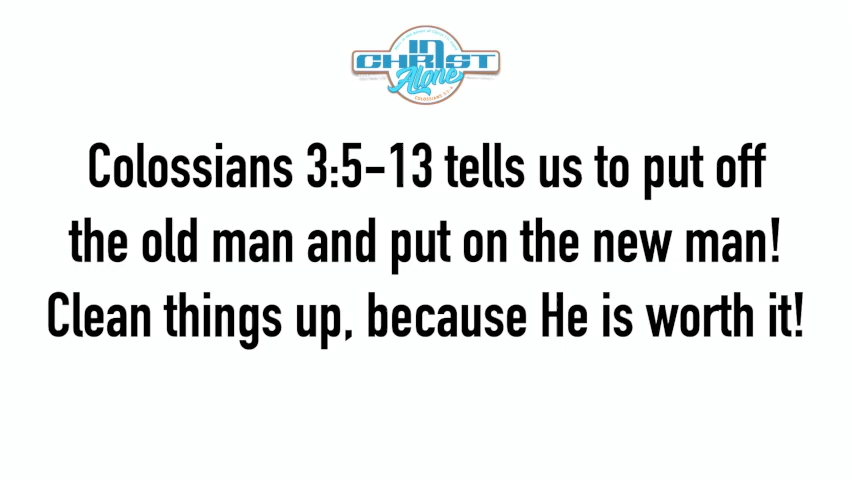 IN
CHRIST
Alone
Colossians 3:5-13 tells us to put off
the old man and put on the new man!
Clean things up, because He is worth it!